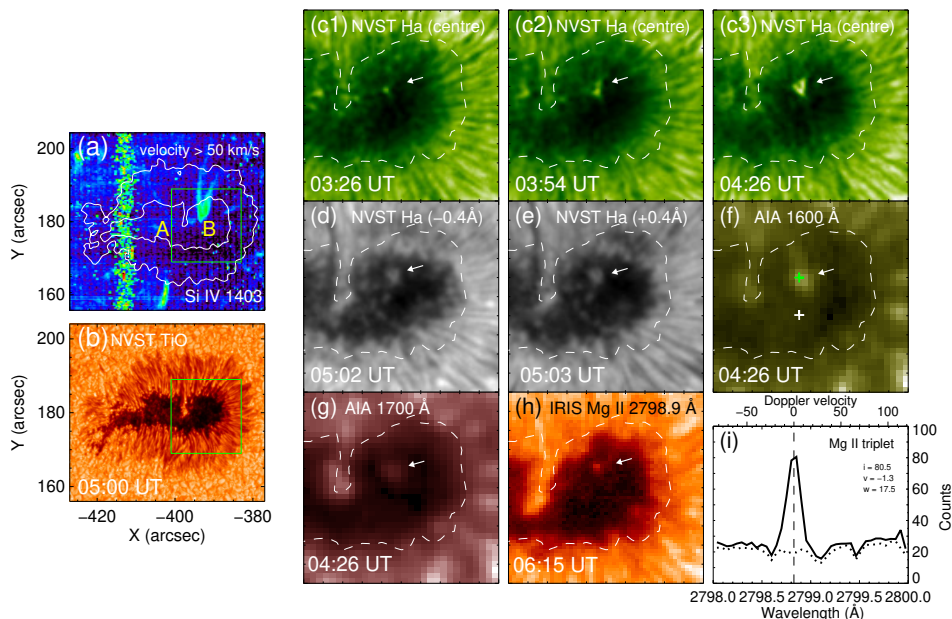 (c1) NVST Ha (centre)
03:26 UT
(c2) NVST Ha (centre)
03:54 UT
(c3) NVST Ha (centre)
04:26 UT
(a)
velocity > 50 km/s
A
B
Si IV 1403
200
180
160
Y (arcsec)
(d)
NVST Ha (−0.4Å)
05:02 UT
(e)
NVST Ha (+0.4Å)
05:03 UT
(f)
AIA 1600 Å
04:26 UT
(b) NVST TiO
05:00 UT
200
180
160
Y (arcsec)
−420 −400 −380
X (arcsec)
(g)
AIA 1700 Å
04:26 UT
(h)
IRIS Mg II 2798.9 Å
06:15 UT
Doppler velocity
−50 0 50 100
(i)
Mg II triplet
i = 80.5
v = −1.3
w = 17.5
100
80
60
40
20
0
Counts
2798.0 2798.5 2799.0 2799.5 2800.0
Wavelength (Å)